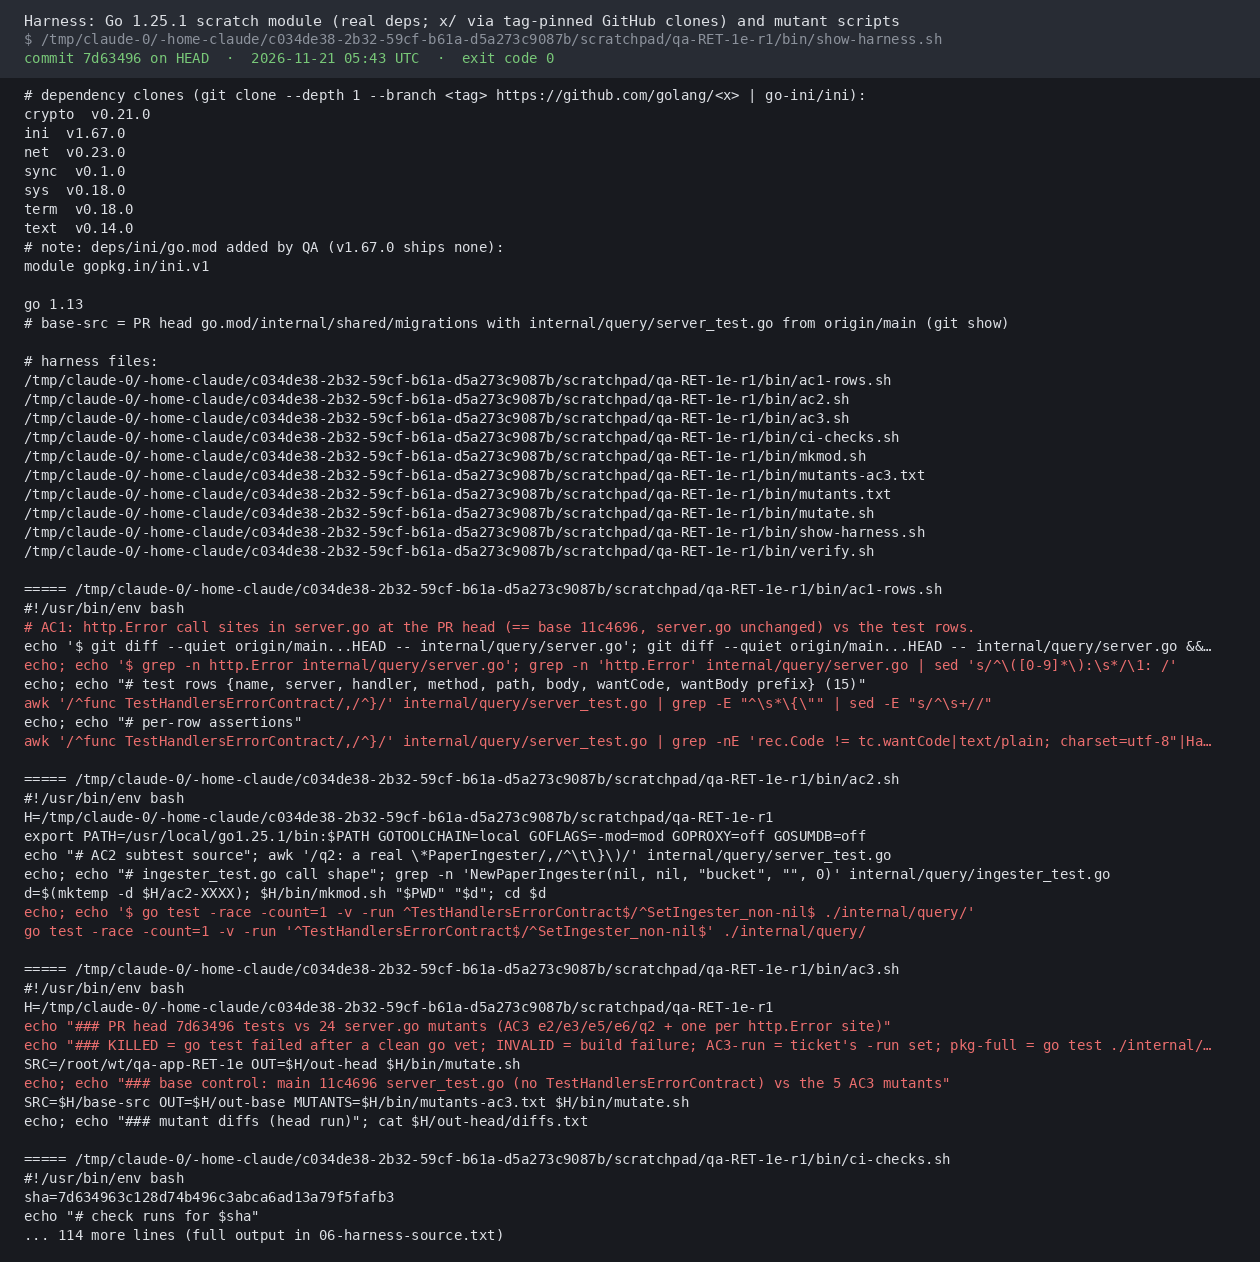 Harness: Go 1.25.1 scratch module (real deps; x/ via tag-pinned GitHub clones) and mutant scripts
$ /tmp/claude-0/-home-claude/c034de38-2b32-59cf-b61a-d5a273c9087b/scratchpad/qa-RET-1e-r1/bin/show-harness.sh
commit 7d63496 on HEAD · 2026-11-21 05:43 UTC · exit code 0
# dependency clones (git clone --depth 1 --branch <tag> https://github.com/golang/<x> | go-ini/ini):
crypto  v0.21.0
ini  v1.67.0
net  v0.23.0
sync  v0.1.0
sys  v0.18.0
term  v0.18.0
text  v0.14.0
# note: deps/ini/go.mod added by QA (v1.67.0 ships none):
module gopkg.in/ini.v1

go 1.13
# base-src = PR head go.mod/internal/shared/migrations with internal/query/server_test.go from origin/main (git show)

# harness files:
/tmp/claude-0/-home-claude/c034de38-2b32-59cf-b61a-d5a273c9087b/scratchpad/qa-RET-1e-r1/bin/ac1-rows.sh
/tmp/claude-0/-home-claude/c034de38-2b32-59cf-b61a-d5a273c9087b/scratchpad/qa-RET-1e-r1/bin/ac2.sh
/tmp/claude-0/-home-claude/c034de38-2b32-59cf-b61a-d5a273c9087b/scratchpad/qa-RET-1e-r1/bin/ac3.sh
/tmp/claude-0/-home-claude/c034de38-2b32-59cf-b61a-d5a273c9087b/scratchpad/qa-RET-1e-r1/bin/ci-checks.sh
/tmp/claude-0/-home-claude/c034de38-2b32-59cf-b61a-d5a273c9087b/scratchpad/qa-RET-1e-r1/bin/mkmod.sh
/tmp/claude-0/-home-claude/c034de38-2b32-59cf-b61a-d5a273c9087b/scratchpad/qa-RET-1e-r1/bin/mutants-ac3.txt
/tmp/claude-0/-home-claude/c034de38-2b32-59cf-b61a-d5a273c9087b/scratchpad/qa-RET-1e-r1/bin/mutants.txt
/tmp/claude-0/-home-claude/c034de38-2b32-59cf-b61a-d5a273c9087b/scratchpad/qa-RET-1e-r1/bin/mutate.sh
/tmp/claude-0/-home-claude/c034de38-2b32-59cf-b61a-d5a273c9087b/scratchpad/qa-RET-1e-r1/bin/show-harness.sh
/tmp/claude-0/-home-claude/c034de38-2b32-59cf-b61a-d5a273c9087b/scratchpad/qa-RET-1e-r1/bin/verify.sh

===== /tmp/claude-0/-home-claude/c034de38-2b32-59cf-b61a-d5a273c9087b/scratchpad/qa-RET-1e-r1/bin/ac1-rows.sh
#!/usr/bin/env bash
# AC1: http.Error call sites in server.go at the PR head (== base 11c4696, server.go unchanged) vs the test rows.
echo '$ git diff --quiet origin/main...HEAD -- internal/query/server.go'; git diff --quiet origin/main...HEAD -- internal/query/server.go &&…
echo; echo '$ grep -n http.Error internal/query/server.go'; grep -n 'http.Error' internal/query/server.go | sed 's/^\([0-9]*\):\s*/\1: /'
echo; echo "# test rows {name, server, handler, method, path, body, wantCode, wantBody prefix} (15)"
awk '/^func TestHandlersErrorContract/,/^}/' internal/query/server_test.go | grep -E "^\s*\{\"" | sed -E "s/^\s+//"
echo; echo "# per-row assertions"
awk '/^func TestHandlersErrorContract/,/^}/' internal/query/server_test.go | grep -nE 'rec.Code != tc.wantCode|text/plain; charset=utf-8"|Ha…

===== /tmp/claude-0/-home-claude/c034de38-2b32-59cf-b61a-d5a273c9087b/scratchpad/qa-RET-1e-r1/bin/ac2.sh
#!/usr/bin/env bash
H=/tmp/claude-0/-home-claude/c034de38-2b32-59cf-b61a-d5a273c9087b/scratchpad/qa-RET-1e-r1
export PATH=/usr/local/go1.25.1/bin:$PATH GOTOOLCHAIN=local GOFLAGS=-mod=mod GOPROXY=off GOSUMDB=off
echo "# AC2 subtest source"; awk '/q2: a real \*PaperIngester/,/^\t\}\)/' internal/query/server_test.go
echo; echo "# ingester_test.go call shape"; grep -n 'NewPaperIngester(nil, nil, "bucket", "", 0)' internal/query/ingester_test.go
d=$(mktemp -d $H/ac2-XXXX); $H/bin/mkmod.sh "$PWD" "$d"; cd $d
echo; echo '$ go test -race -count=1 -v -run ^TestHandlersErrorContract$/^SetIngester_non-nil$ ./internal/query/'
go test -race -count=1 -v -run '^TestHandlersErrorContract$/^SetIngester_non-nil$' ./internal/query/

===== /tmp/claude-0/-home-claude/c034de38-2b32-59cf-b61a-d5a273c9087b/scratchpad/qa-RET-1e-r1/bin/ac3.sh
#!/usr/bin/env bash
H=/tmp/claude-0/-home-claude/c034de38-2b32-59cf-b61a-d5a273c9087b/scratchpad/qa-RET-1e-r1
echo "### PR head 7d63496 tests vs 24 server.go mutants (AC3 e2/e3/e5/e6/q2 + one per http.Error site)"
echo "### KILLED = go test failed after a clean go vet; INVALID = build failure; AC3-run = ticket's -run set; pkg-full = go test ./internal/…
SRC=/root/wt/qa-app-RET-1e OUT=$H/out-head $H/bin/mutate.sh
echo; echo "### base control: main 11c4696 server_test.go (no TestHandlersErrorContract) vs the 5 AC3 mutants"
SRC=$H/base-src OUT=$H/out-base MUTANTS=$H/bin/mutants-ac3.txt $H/bin/mutate.sh
echo; echo "### mutant diffs (head run)"; cat $H/out-head/diffs.txt

===== /tmp/claude-0/-home-claude/c034de38-2b32-59cf-b61a-d5a273c9087b/scratchpad/qa-RET-1e-r1/bin/ci-checks.sh
#!/usr/bin/env bash
sha=7d634963c128d74b496c3abca6ad13a79f5fafb3
echo "# check runs for $sha"
... 114 more lines (full output in 06-harness-source.txt)